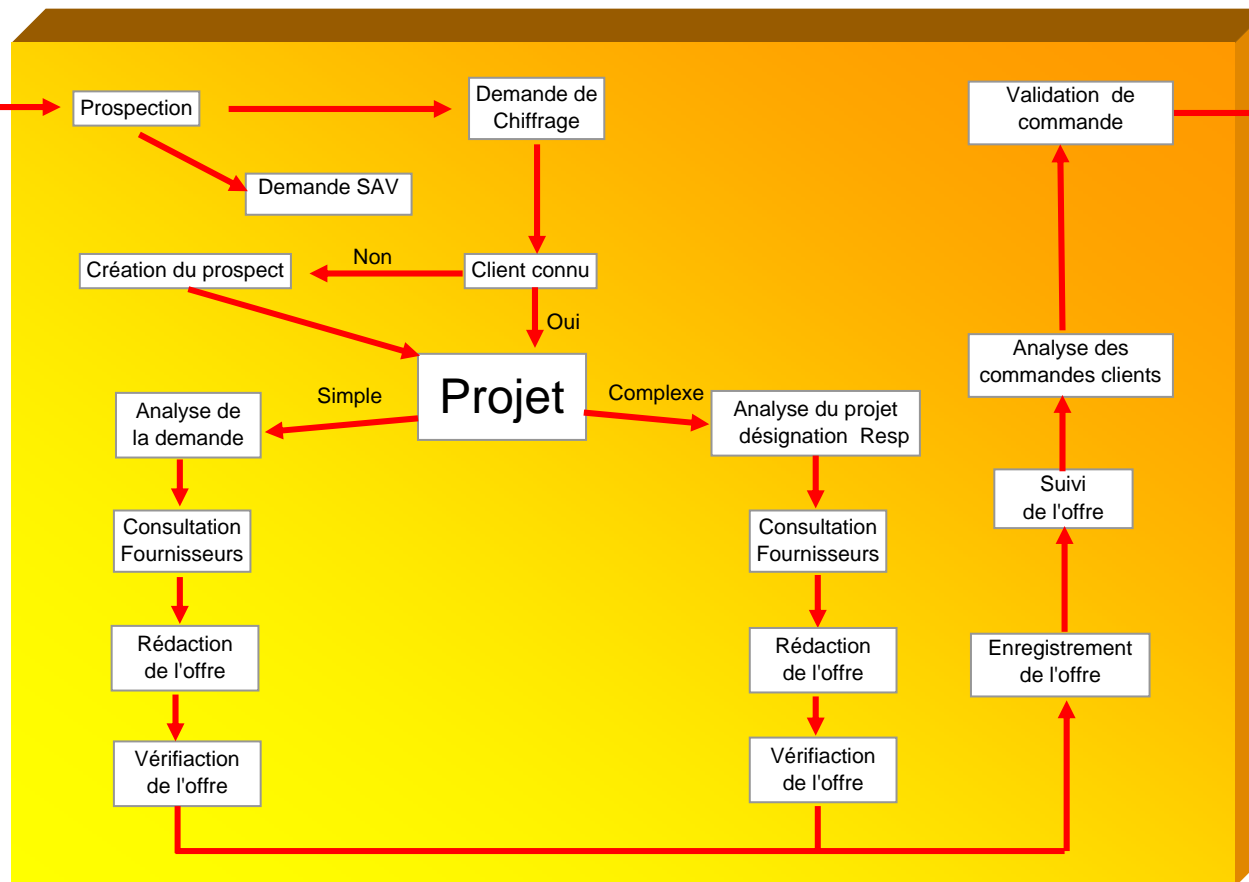 Prospection
Demande de
Chiffrage
Demande SAV
Création du prospect
Non
Client connu
Oui
Projet
Simple
Complexe
Analyse de
la demande
Consultation
Fournisseurs
Rédaction
de l'offre
Vérifiaction
de l'offre
Analyse du projet
désignation Resp
Consultation
Fournisseurs
Rédaction
de l'offre
Vérifiaction
de l'offre
Validation de
commande
Analyse des
commandes clients
Suivi
de l'offre
Enregistrement
de l'offre